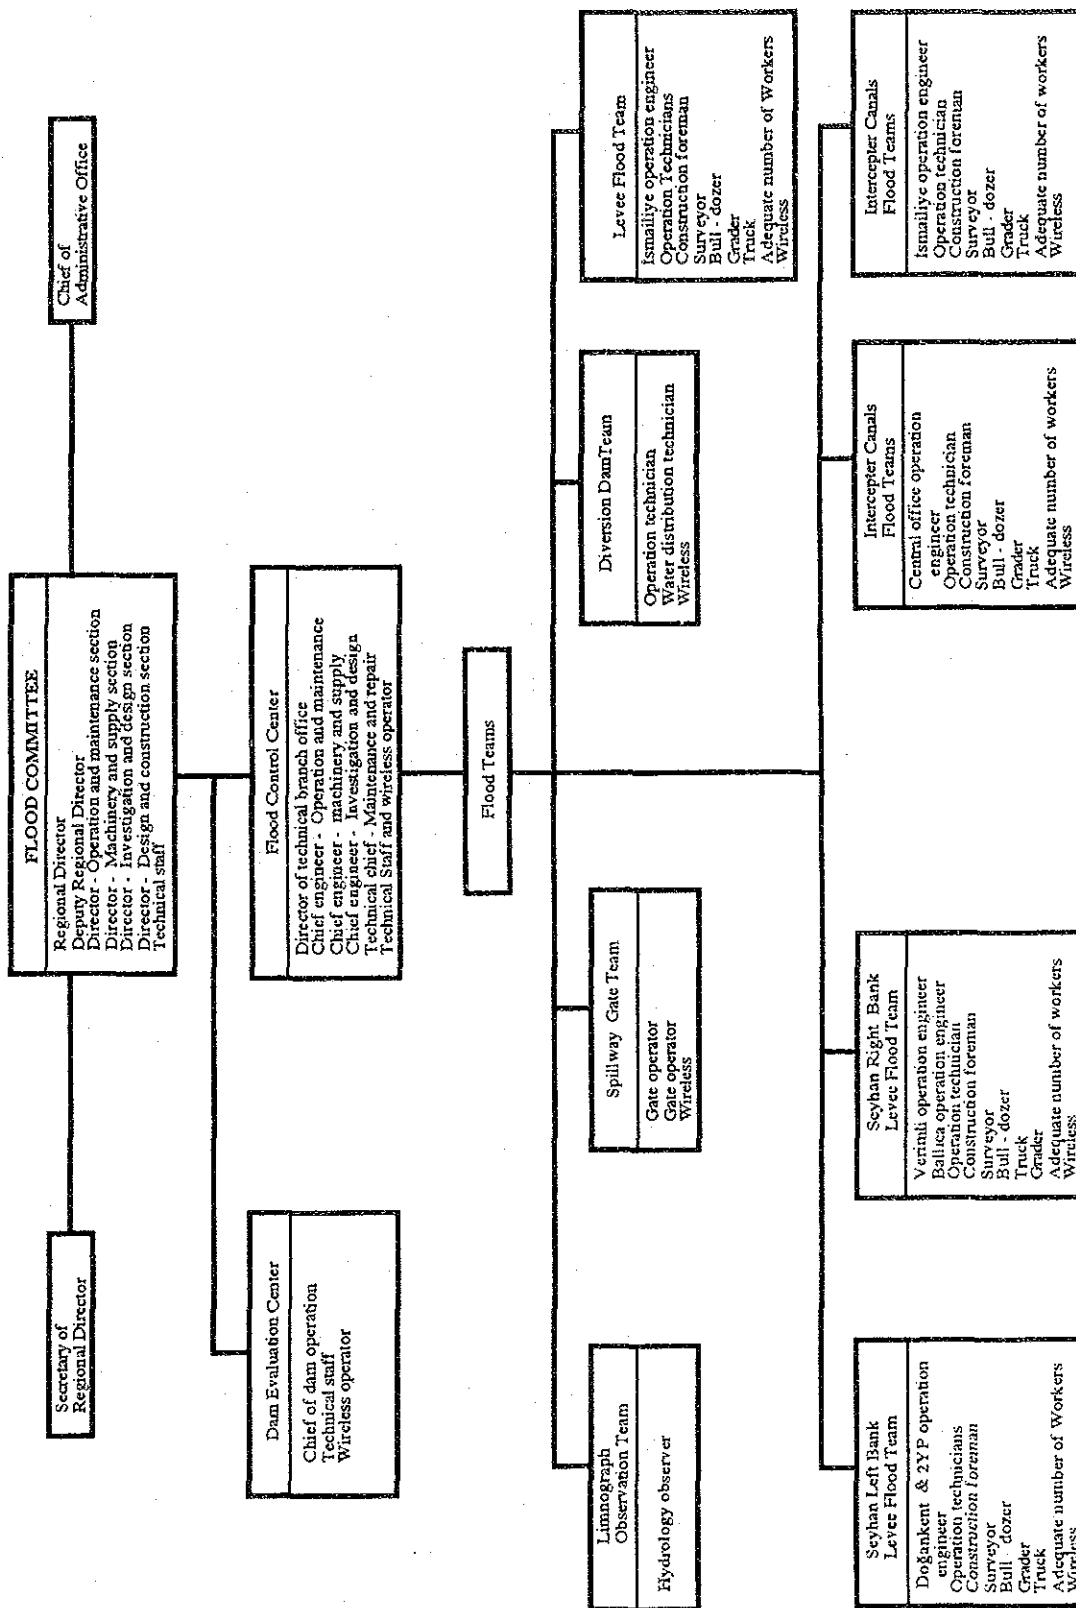 FLOOD COMMITTEE
Regional Director
Deputy Regional Director
Director - Operation and maintenance section
Director - Machinery and supply section
Director - Investigation and design section
Director - Design and construction section
Technical staff
Secretary of
Regional Director
Chief of
Administrative Office
Dam Evaluation Center
Chief of dam operation
Technical staff
Wireless operator
Flood Control Center
Director of technical branch office
Chief engineer - Operation and maintenance
Chief engineer - machinery and supply
Chief engineer - Investigation and design
Technical chief - Maintenance and repair
Technical Staff and wireless operator
Flood Teams
Limnograph
Observation Team
Hydrology observer
Spillway Gate Team
Gate operator
Gate operator
Wireless
Diversion DamTeam
Operation technician
Water distribution technician
Wireless
Levee Flood Team
İsmailiye operation engineer
Operation Technicians
Construction foreman
Surveyor
Bull - dozer
Grader
Truck
Adequate number of Workers
Wireless
Seyhan Left Bank
Levee Flood Team
Doğankent & 2YP operation
engineer
Operation technicians
Construction foreman
Surveyor
Bull - dozer
Grader
Truck
Adequate number of Workers
Wireless
Seyhan Right Bank
Levee Flood Team
Verimli operation engineer
Ballica operation engineer
Operation technician
Construction foreman
Surveyor
Bull - dozer
Truck
Grader
Adequate number of workers
Wireless
Intercepter Canals
Flood Teams
Central office operation
engineer
Operation technician
Construction foreman
Surveyor
Bull - dozer
Grader
Truck
Adequate number of workers
Wireless
Intercepter Canals
Flood Teams
İsmailiye operation engineer
Operation technician
Construction foreman
Surveyor
Bull - dozer
Grader
Truck
Adequate number of workers
Wireless